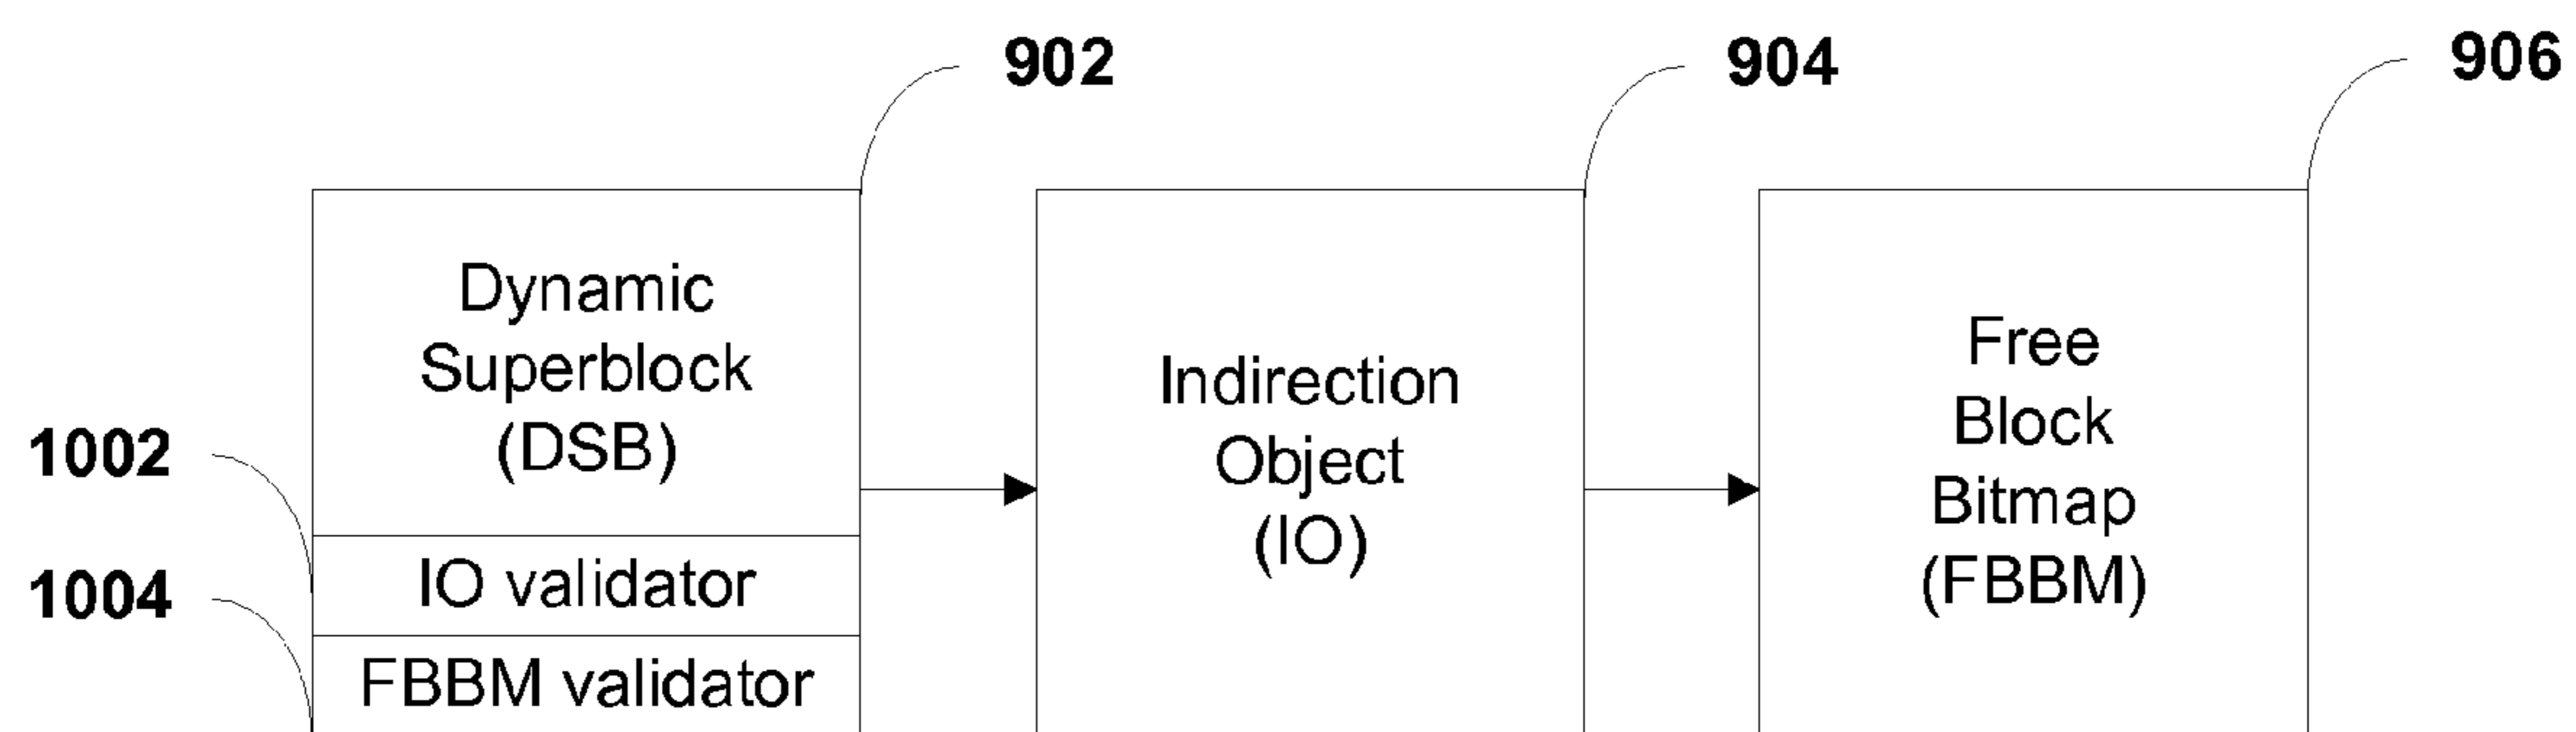 902
904
906
Dynamic
Superblock
(DSB)
1002
IO validator
1004
FBBM validator
Indirection
Object
(IO)
Free
Block
Bitmap
(FBBM)